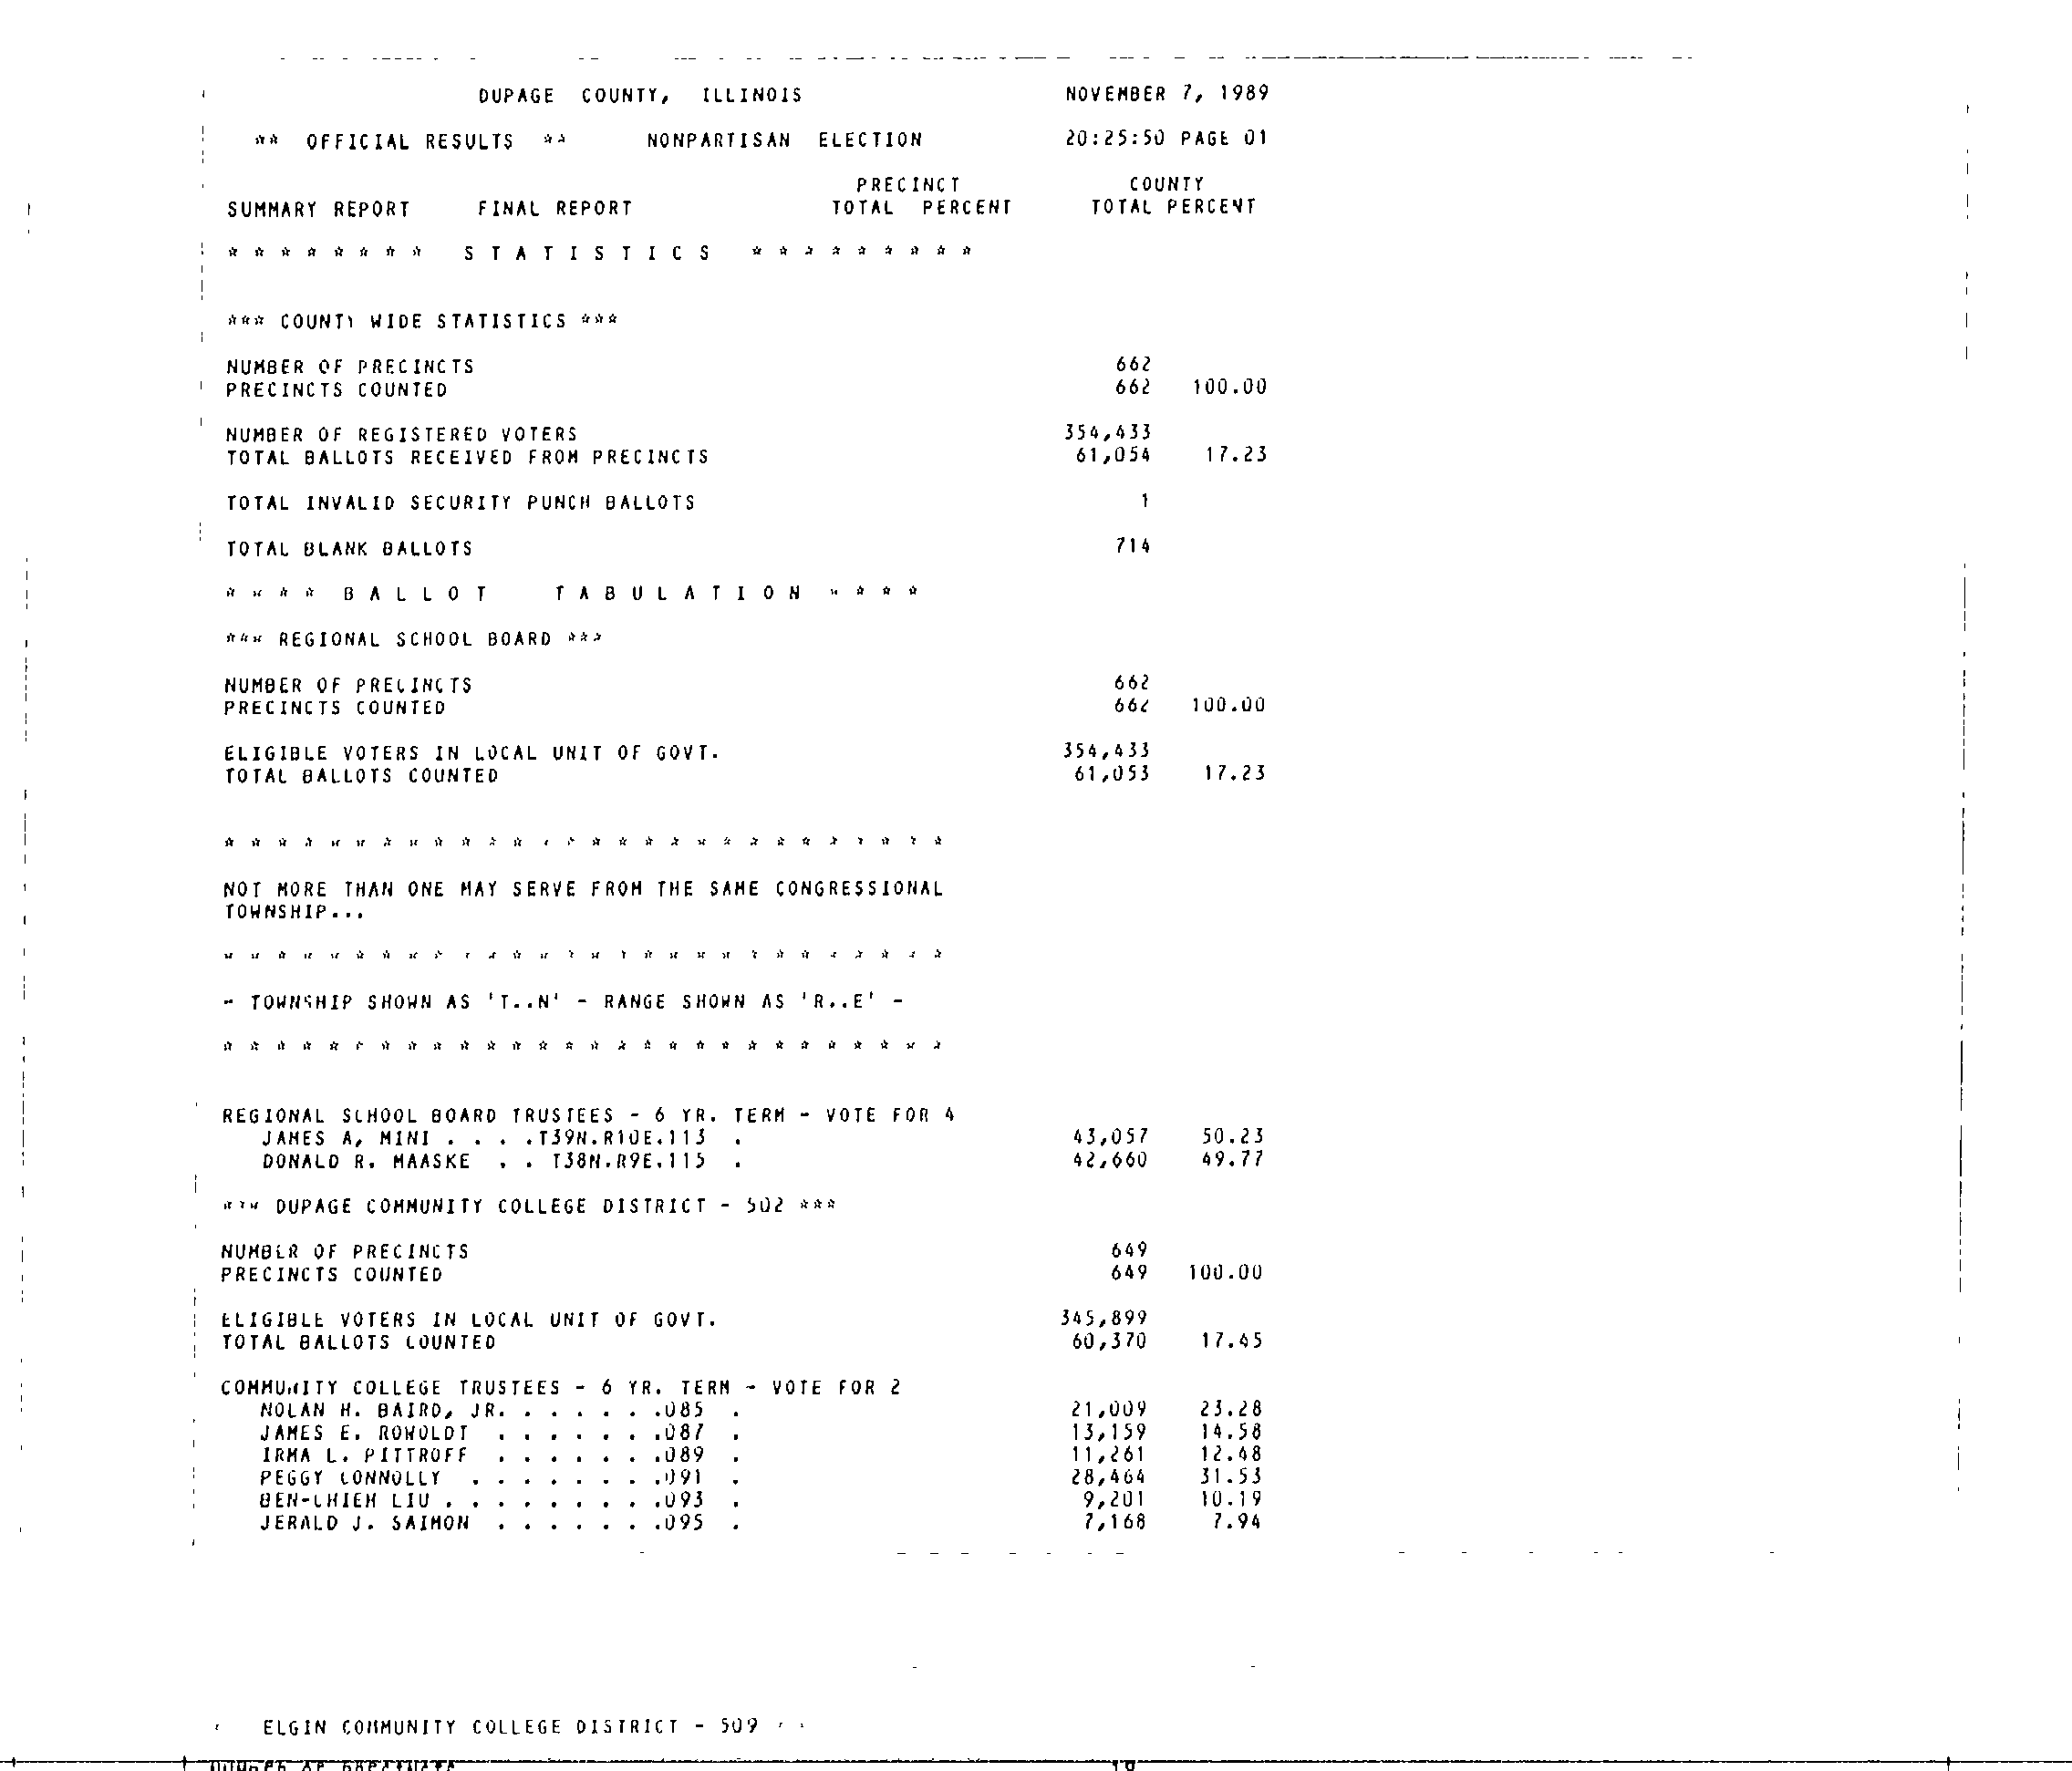 DUPAGE COUNTY, ILLINOIS NOVEMBER 7, 1989
** OFFICIAL RESULTS ** NONPARTISAN ELECTION 20:25:50 PAGE 01
PRECINCT COUNTY
SUMMARY REPORT FINAL REPORT TOTAL PERCENT TOTAL PERCENT
* * * * * * * * S T A T I S T I C S * * * * * * * * *
*** COUNTY WIDE STATISTICS ***
NUMBER OF PRECINCTS 662
PRECINCTS COUNTED 662 100.00
NUMBER OF REGISTERED VOTERS 354,433
TOTAL BALLOTS RECEIVED FROM PRECINCTS 61,054 17.23
TOTAL INVALID SECURITY PUNCH BALLOTS 1
TOTAL BLANK BALLOTS 714
* * * * B A L L O T T A B U L A T I O N * * * *
*** REGIONAL SCHOOL BOARD ***
NUMBER OF PRECINCTS 662
PRECINCTS COUNTED 662 100.00
ELIGIBLE VOTERS IN LOCAL UNIT OF GOVT. 354,433
TOTAL BALLOTS COUNTED 61,053 17.23
* * * * * * * * * * * * * * * * * * * * * * * * * * * *
NOT MORE THAN ONE MAY SERVE FROM THE SAME CONGRESSIONAL
TOWNSHIP...
* * * * * * * * * * * * * * * * * * * * * * * * * * * *
- TOWNSHIP SHOWN AS 'T..N' - RANGE SHOWN AS 'R..E' -
* * * * * * * * * * * * * * * * * * * * * * * * * * * *
REGIONAL SCHOOL BOARD TRUSTEES - 6 YR. TERM - VOTE FOR 4
JAMES A, MINI . . . .T39N.R10E.113 . 43,057 50.23
DONALD R. MAASKE . . T38N.R9E.115 . 42,660 49.77
*** DUPAGE COMMUNITY COLLEGE DISTRICT - 502 ***
NUMBER OF PRECINCTS 649
PRECINCTS COUNTED 649 100.00
ELIGIBLE VOTERS IN LOCAL UNIT OF GOVT. 345,899
TOTAL BALLOTS COUNTED 60,370 17.45
COMMUNITY COLLEGE TRUSTEES - 6 YR. TERM - VOTE FOR 2
NOLAN H. BAIRD, JR. . . . . . .085 . 21,009 23.28
JAMES E. ROWOLDT . . . . . . .087 . 13,159 14.58
IRMA L. PITTROFF . . . . . . .089 . 11,261 12.48
PEGGY CONNOLLY . . . . . . . .091 . 28,464 31.53
BEN-CHIEH LIU . . . . . . . . .093 . 9,201 10.19
JERALD J. SAIMON . . . . . . .095 . 7,168 7.94
ELGIN COMMUNITY COLLEGE DISTRICT - 509